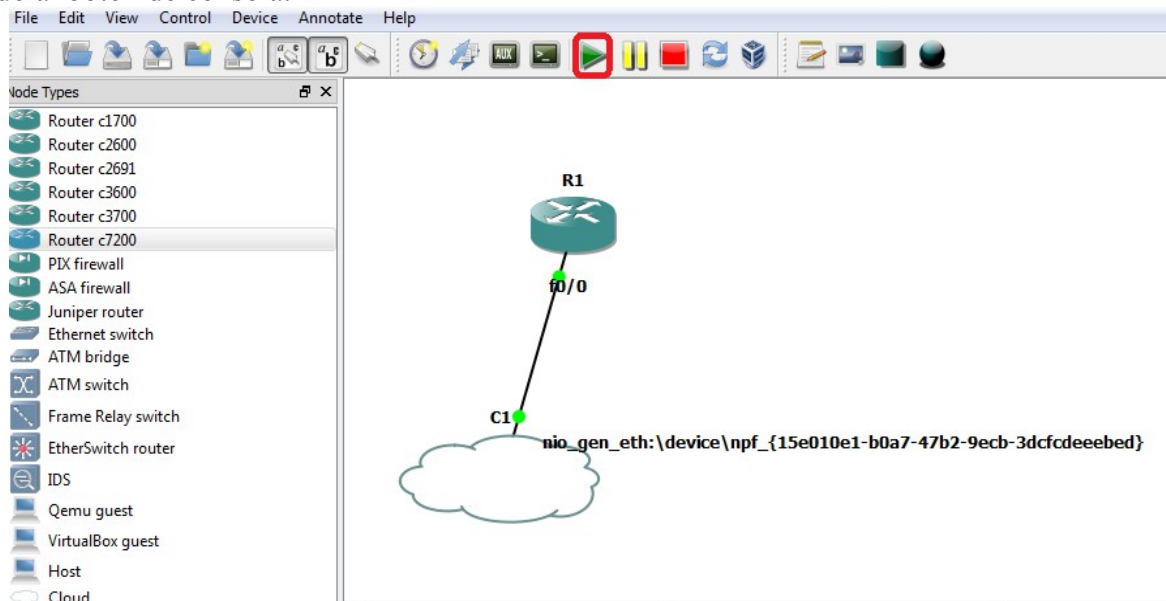 File Edit View Control Device Annotate Help
AUX
Node Types
Router c1700
Router c2600
Router c2691
Router c3600
Router c3700
Router c7200
PIX firewall
ASA firewall
Juniper router
Ethernet switch
ATM bridge
ATM switch
Frame Relay switch
EtherSwitch router
IDS
Qemu guest
VirtualBox guest
Host
Cloud
R1
f0/0
C1
nio_gen_eth:\device\npf_{15e010e1-b0a7-47b2-9ecb-3dcfcdeeebed}